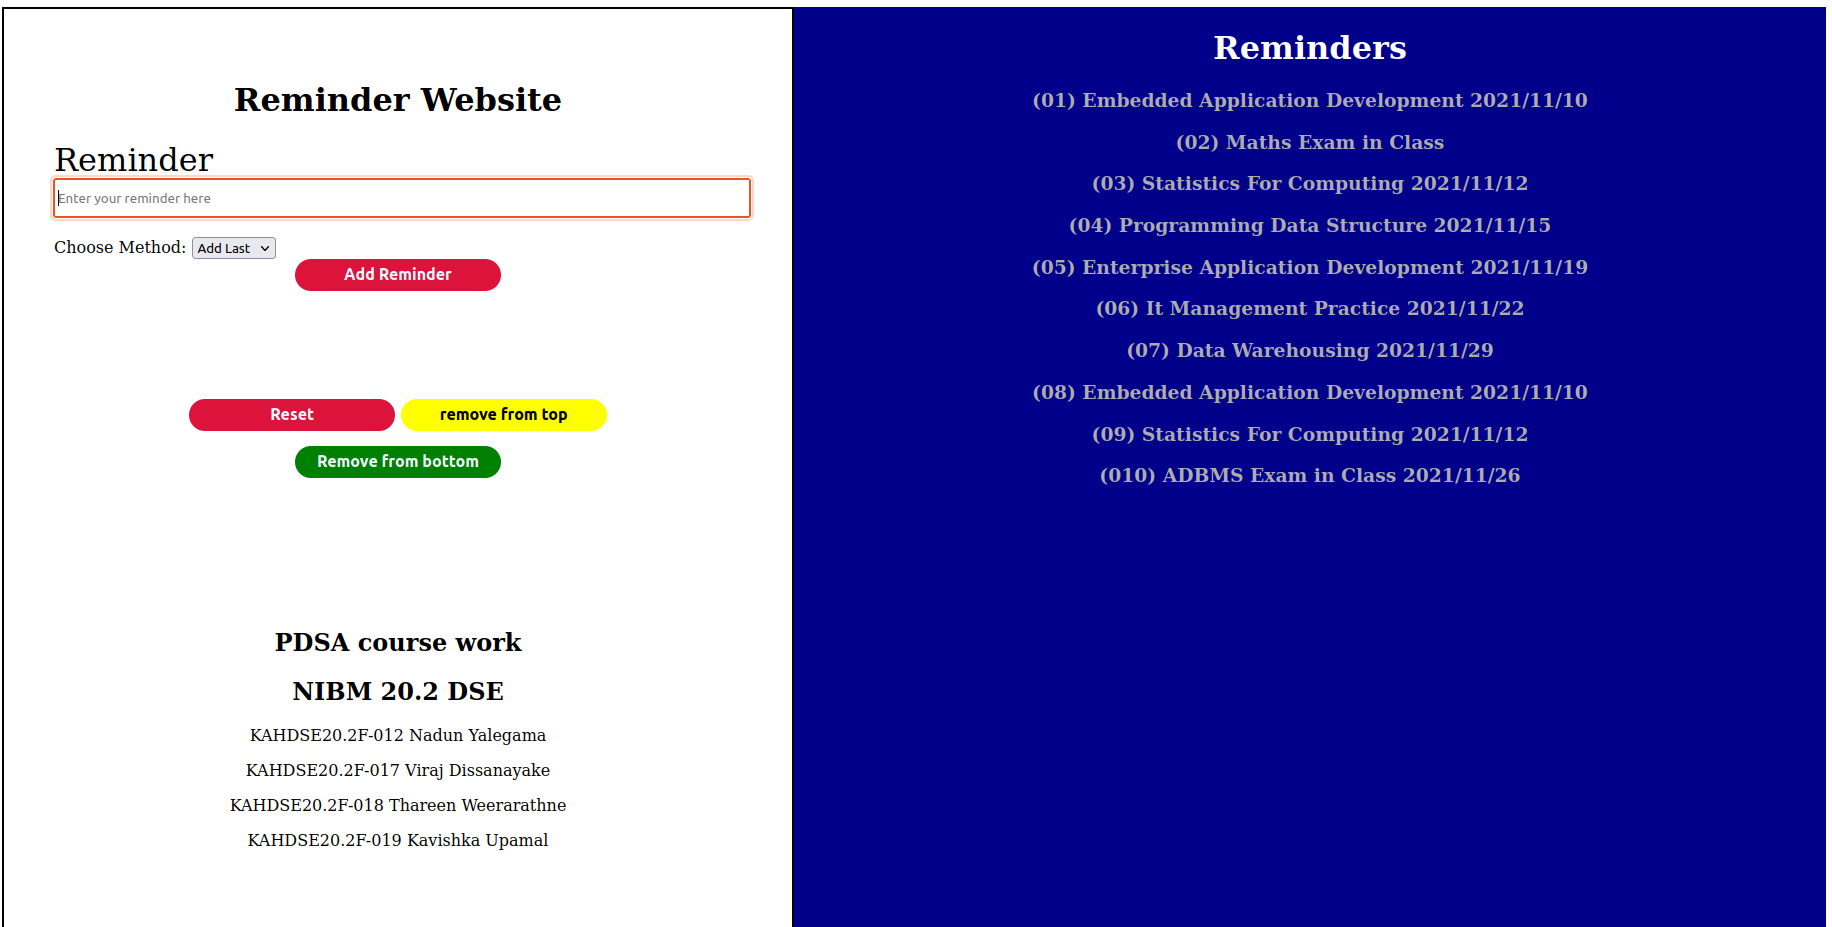 Reminder Website
Reminder
Enter your reminder here
Choose Method: Add Last
Add Reminder
Reset
remove from top
Remove from bottom
PDSA course work
NIBM 20.2 DSE
KAHDSE20.2F-012 Nadun Yalegama
KAHDSE20.2F-017 Viraj Dissanayake
KAHDSE20.2F-018 Thareen Weerarathne
KAHDSE20.2F-019 Kavishka Upamal
Reminders
(01) Embedded Application Development 2021/11/10
(02) Maths Exam in Class
(03) Statistics For Computing 2021/11/12
(04) Programming Data Structure 2021/11/15
(05) Enterprise Application Development 2021/11/19
(06) It Management Practice 2021/11/22
(07) Data Warehousing 2021/11/29
(08) Embedded Application Development 2021/11/10
(09) Statistics For Computing 2021/11/12
(010) ADBMS Exam in Class 2021/11/26